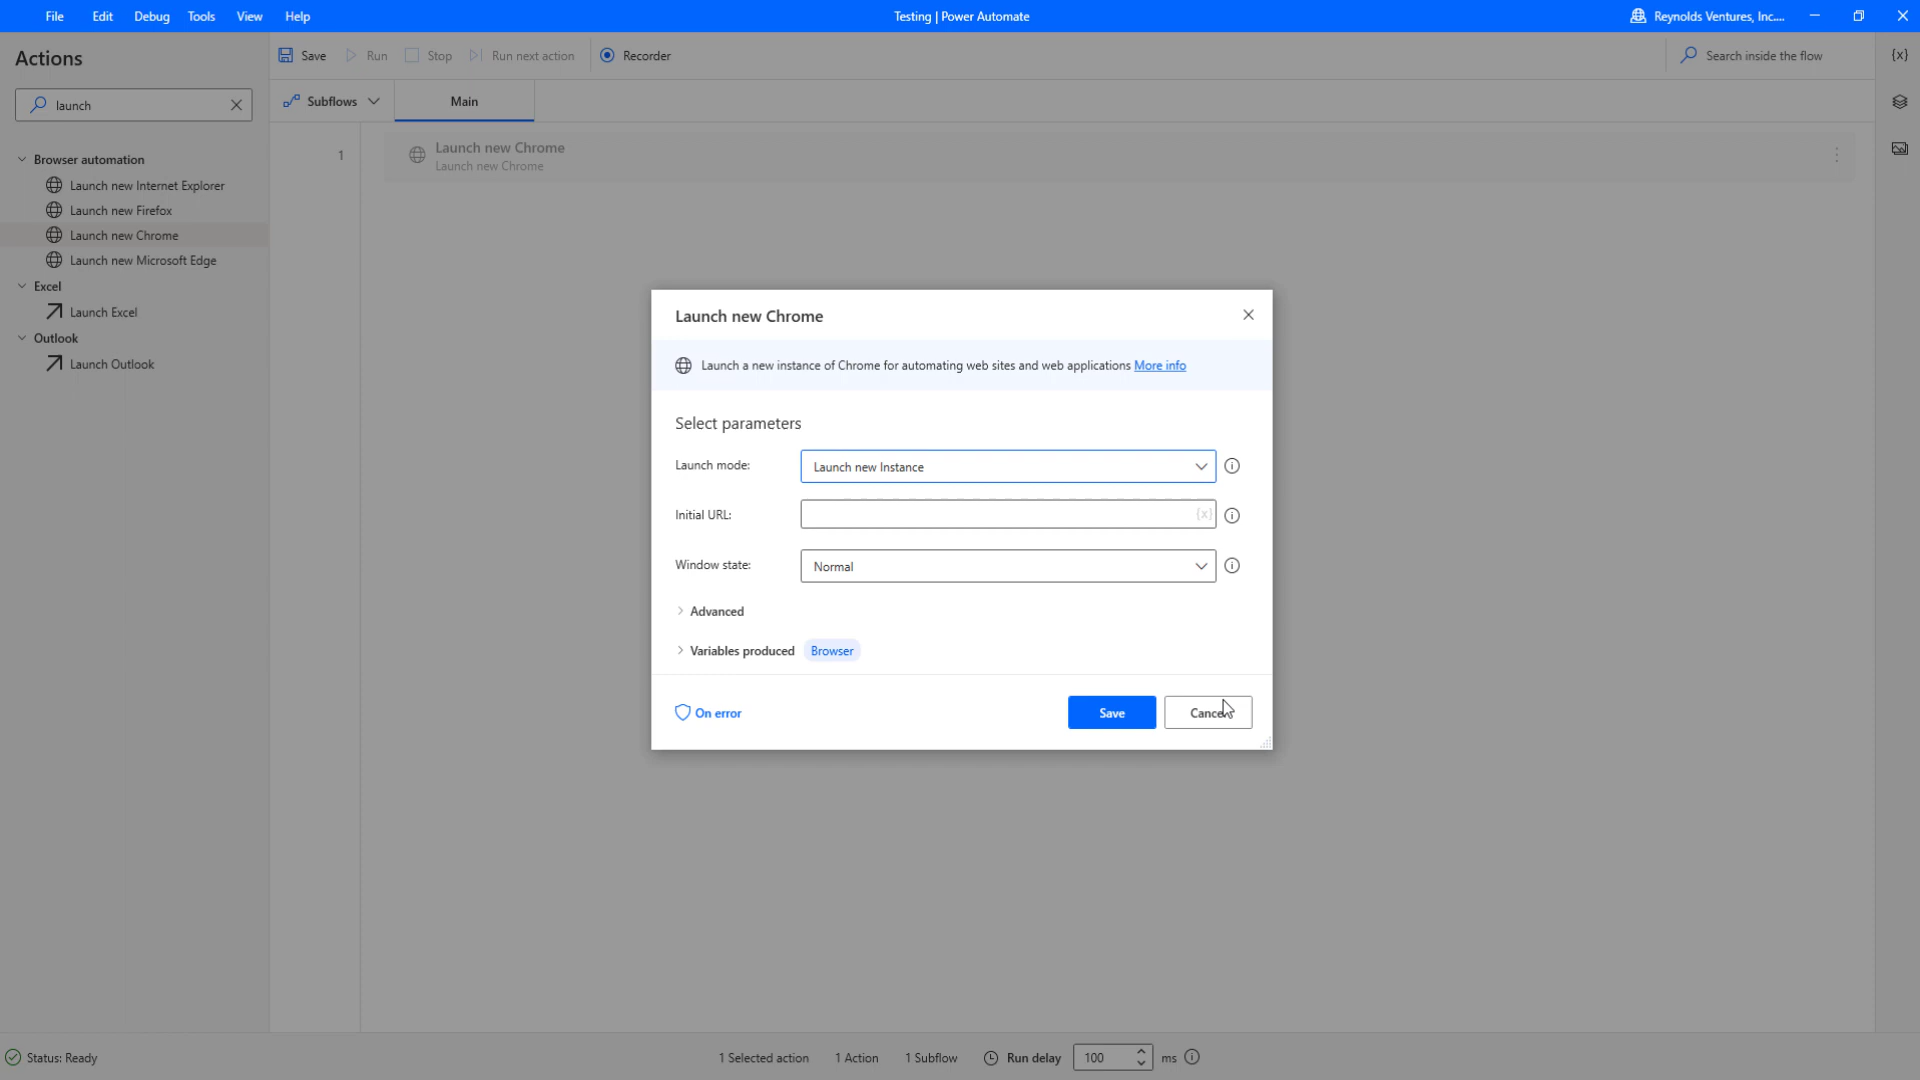 File Edit Debug Tools View Help
Testing | Power Automate
Reynolds Ventures, Inc....
Actions
Save Run Stop Run next action Recorder
Search inside the flow
{x}
launch
Subflows Main
Browser automation
Launch new Internet Explorer
Launch new Firefox
Launch new Chrome
Launch new Microsoft Edge
Excel
Launch Excel
Outlook
Launch Outlook
1
Launch new Chrome
Launch new Chrome
Launch new Chrome
Launch a new instance of Chrome for automating web sites and web applications More info
Select parameters
Launch mode: Launch new Instance
Initial URL: {x}
Window state: Normal
Advanced
Variables produced Browser
On error
Save Cancel
Status: Ready
1 Selected action 1 Action 1 Subflow Run delay 100 ms